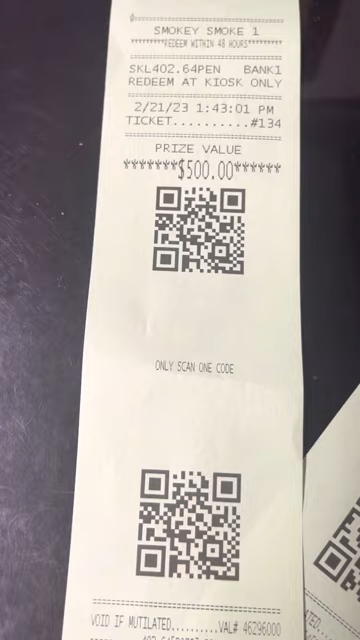 SMOKEY SMOKE 1
*********REDEEM WITHIN 48 HOURS*********
SKL402.64PEN BANK1
REDEEM AT KIOSK ONLY
2/21/23 1:43:01 PM
TICKET..........#134
PRIZE VALUE
*******$500.00******
ONLY SCAN ONE CODE
VOID IF MUTILATED..........VAL# 46296000